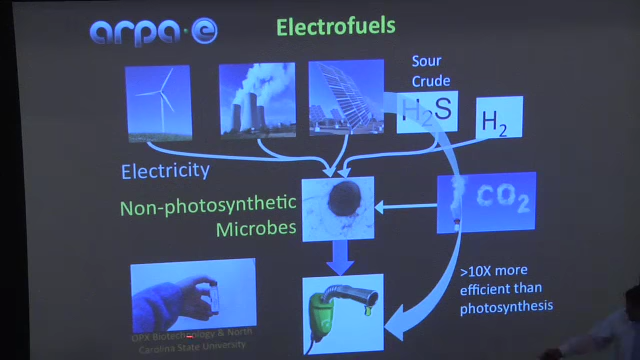 arpa·e
Electrofuels
Sour
Crude
H2S
H2
Electricity
CO2
Non-photosynthetic
Microbes
>10X more
efficient than
photosynthesis
OPX Biotechnology & North
Carolina State University